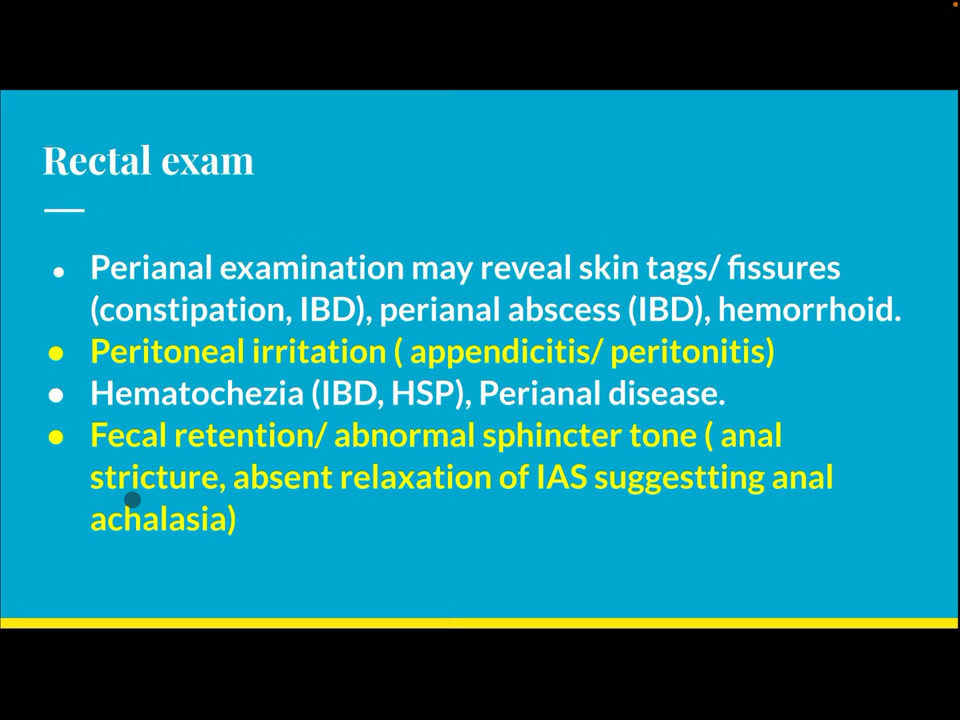 Rectal exam
● Perianal examination may reveal skin tags/ fissures
(constipation, IBD), perianal abscess (IBD), hemorrhoid.
● Peritoneal irritation ( appendicitis/ peritonitis)
● Hematochezia (IBD, HSP), Perianal disease.
● Fecal retention/ abnormal sphincter tone ( anal
stricture, absent relaxation of IAS suggestting anal
achalasia)